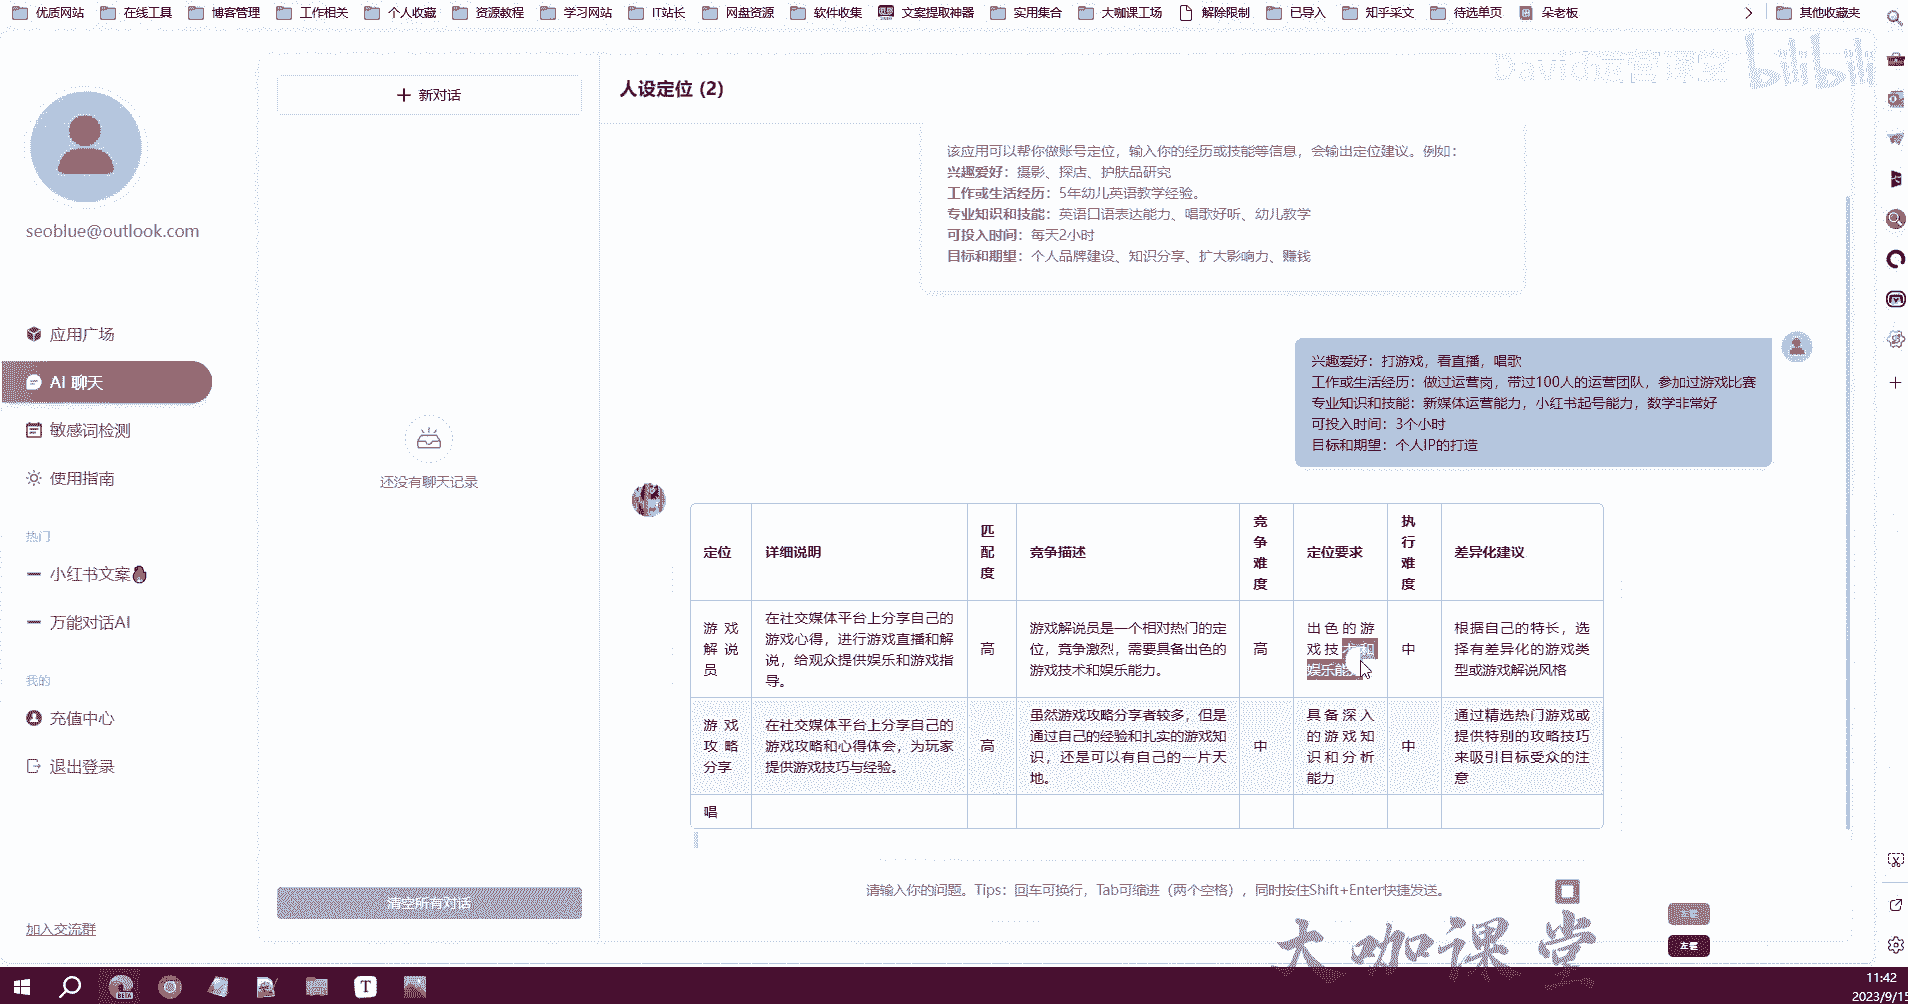 优质网站
在线工具
博客管理
工作相关
个人收藏
资源教程
学习网站
IT站长
网盘资源
软件收集
文案提取神器
实用集合
大咖课工场
解除限制
已导入
知乎采文
待选单页
朵老板
其他收藏夹
David运营课堂
bilibili
seoblue@outlook.com
应用广场
AI 聊天
敏感词检测
使用指南
热门
小红书文案
万能对话AI
我的
充值中心
退出登录
加入交流群
+ 新对话
还没有聊天记录
清空所有对话
人设定位 (2)
该应用可以帮你做账号定位，输入你的经历或技能等信息，会输出定位建议。例如：
兴趣爱好：摄影、探店、护肤品研究
工作或生活经历：5年幼儿英语教学经验。
专业知识和技能：英语口语表达能力、唱歌好听、幼儿教学
可投入时间：每天2小时
目标和期望：个人品牌建设、知识分享、扩大影响力、赚钱
兴趣爱好：打游戏，看直播，唱歌
工作或生活经历：做过运营岗，带过100人的运营团队，参加过游戏比赛
专业知识和技能：新媒体运营能力，小红书起号能力，数学非常好
可投入时间：3个小时
目标和期望：个人IP的打造
定位
详细说明
匹
配
度
竞争描述
竞
争
难
度
定位要求
执
行
难
度
差异化建议
游戏
解说
员
在社交媒体平台上分享自己的
游戏心得，进行游戏直播和解
说，给观众提供娱乐和游戏指
导。
高
游戏解说员是一个相对热门的定
位，竞争激烈，需要具备出色的
游戏技术和娱乐能力。
高
出色的游
戏技术和
娱乐能
中
根据自己的特长，选
择有差异化的游戏类
型或游戏解说风格
游戏
攻略
分享
在社交媒体平台上分享自己的
游戏攻略和心得体会，为玩家
提供游戏技巧与经验。
高
虽然游戏攻略分享者较多，但是
通过自己的经验和扎实的游戏知
识，还是可以有自己的一片天
地。
中
具备深入
的游戏知
识和分析
能力
中
通过精选热门游戏或
提供特别的攻略技巧
来吸引目标受众的注
意
唱
请输入你的问题。Tips：回车可换行，Tab可缩进（两个空格），同时按住Shift+Enter快捷发送。
大咖课堂
左键
左键
BETA
T
11:42
2023/9/15